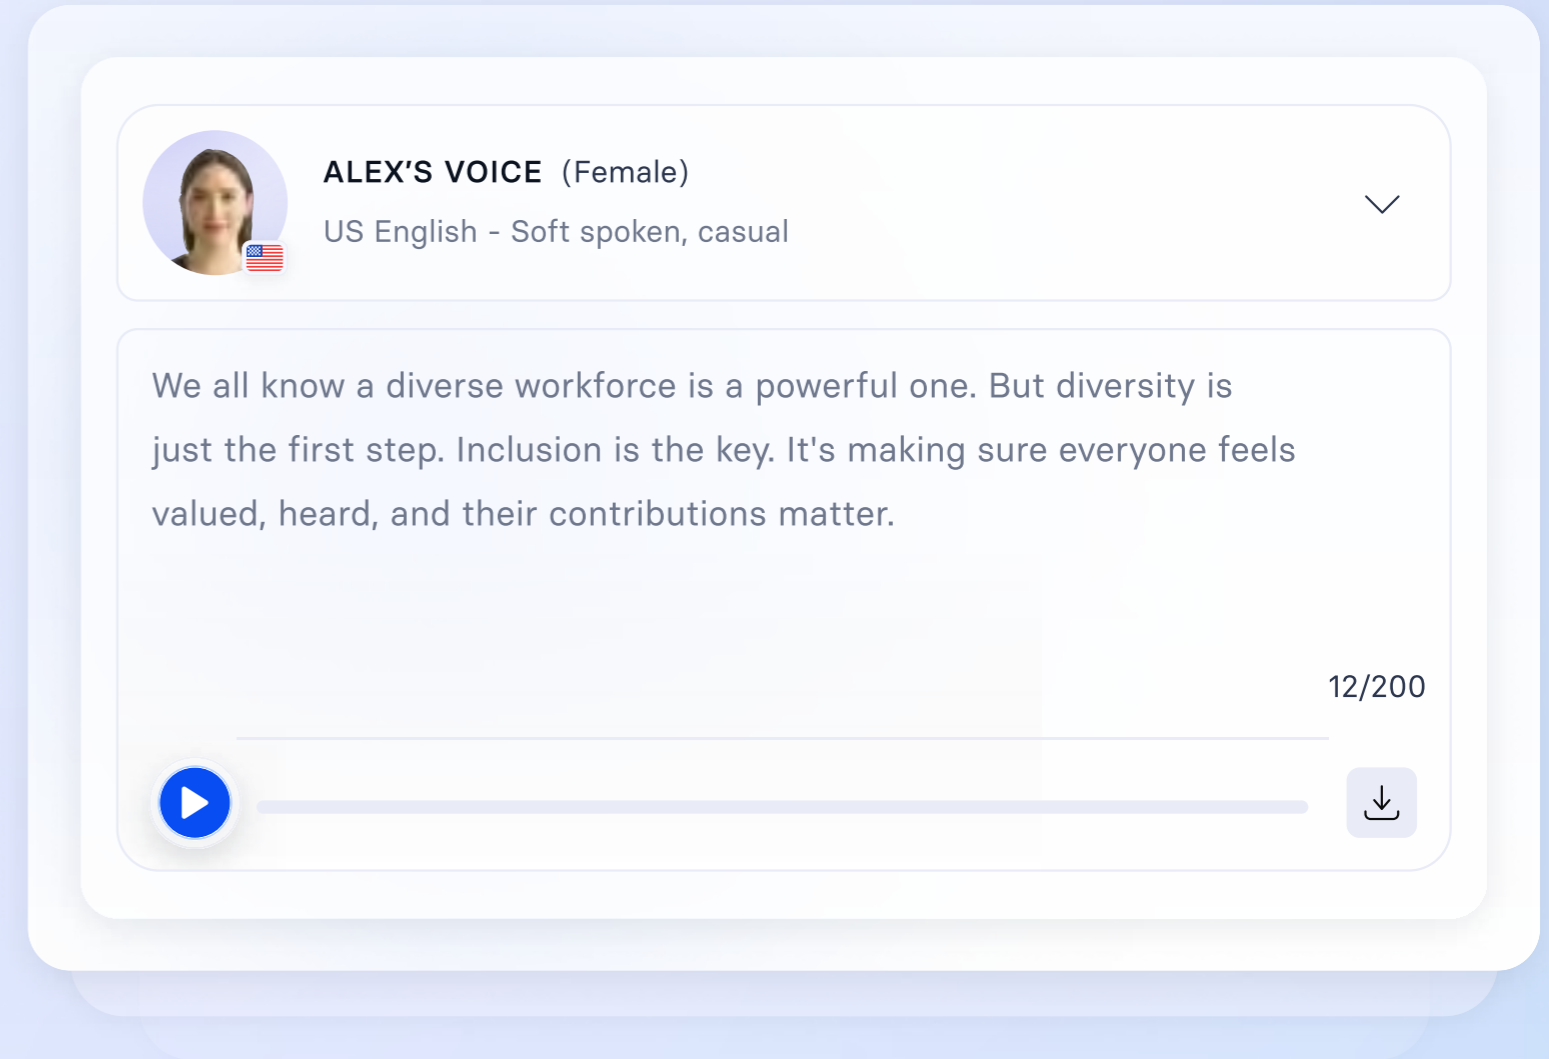 ALEX’S VOICE (Female)
US English - Soft spoken, casual
We all know a diverse workforce is a powerful one. But diversity is
just the first step. Inclusion is the key. It's making sure everyone feels
valued, heard, and their contributions matter.
12/200